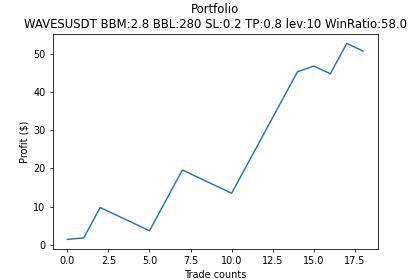 Portfolio
WAVESUSDT BBM:2.8 BBL:280 SL:0.2 TP:0.8 lev:10 WinRatio:58.0
50
40
30
20
10
0
Profit ($)
0.0 2.5 5.0 7.5 10.0 12.5 15.0 17.5
Trade counts